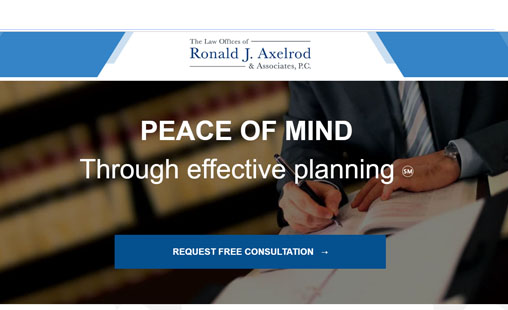 The Law Offices of
Ronald J. Axelrod
& Associates, P.C.
PEACE OF MIND
Through effective planning ℠
REQUEST FREE CONSULTATION →